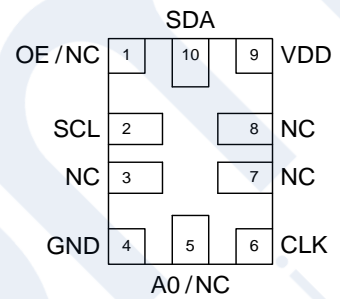 SDA
OE/NC 1 10 9 VDD
SCL 2 8 NC
NC 3 7 NC
GND 4 5 6 CLK
A0/NC